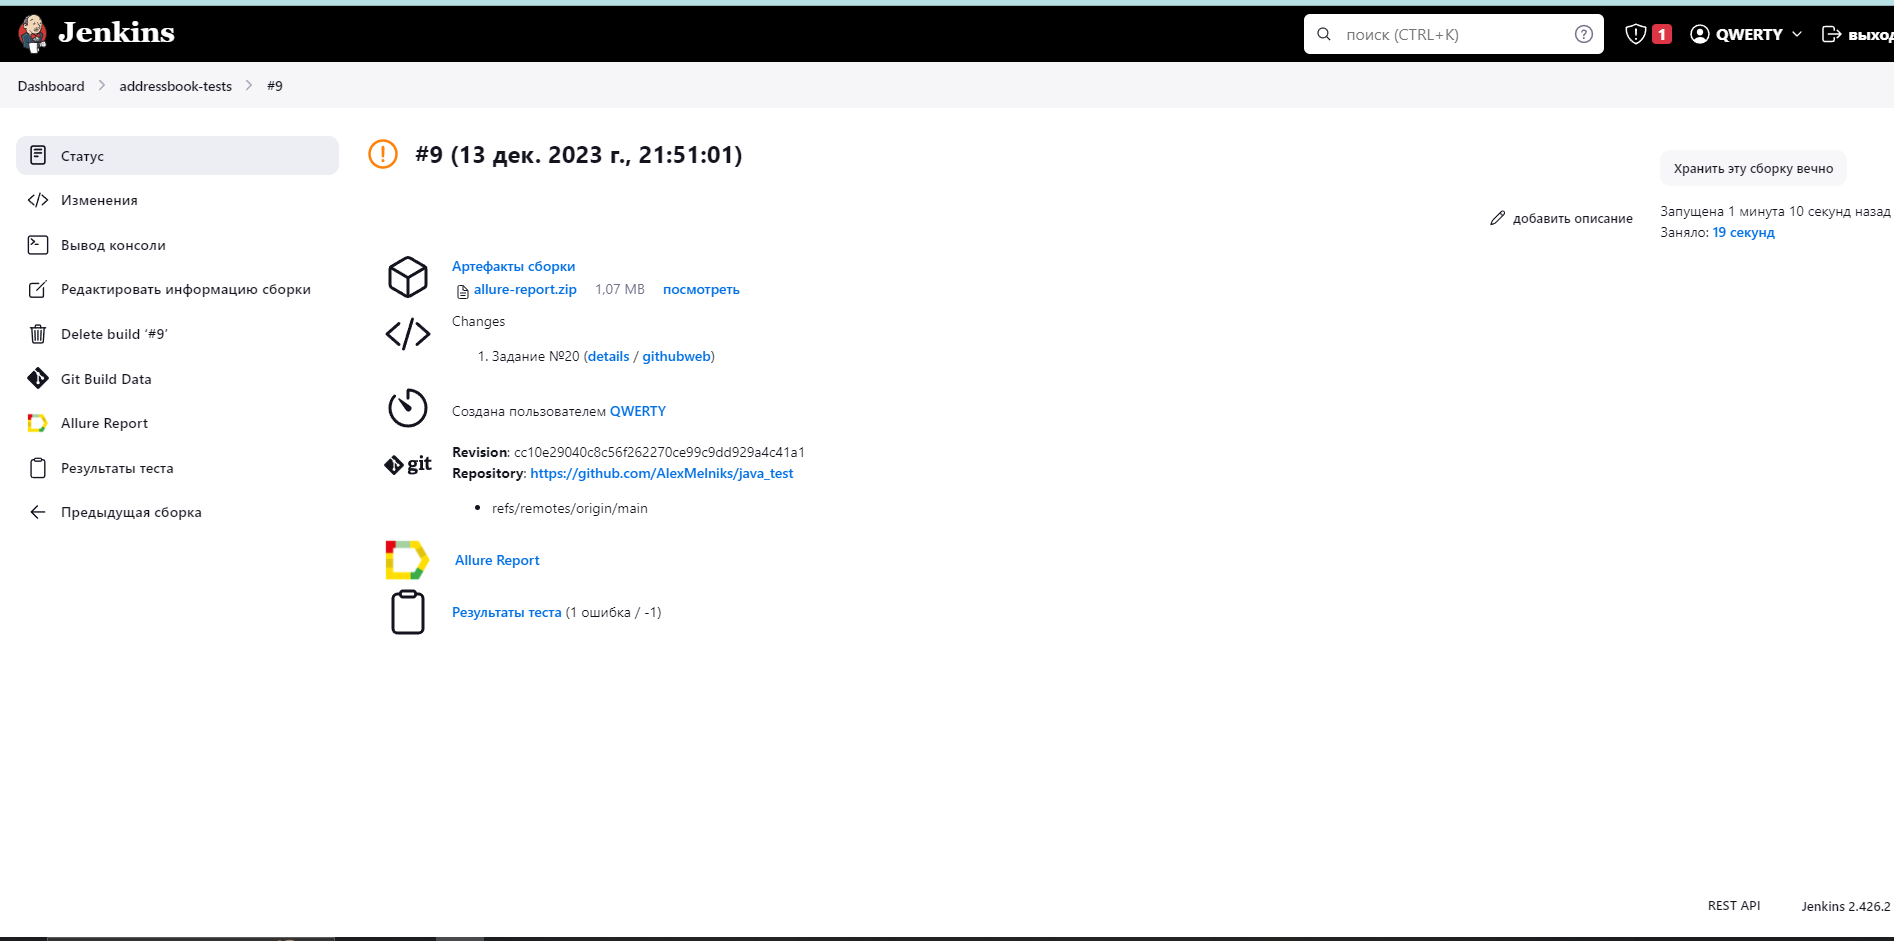 Jenkins
поиск (CTRL+K)
1
QWERTY
выход
Dashboard
addressbook-tests
#9
Статус
Изменения
Вывод консоли
Редактировать информацию сборки
Delete build ‘#9’
Git Build Data
Allure Report
Результаты теста
Предыдущая сборка
#9 (13 дек. 2023 г., 21:51:01)
Хранить эту сборку вечно
добавить описание
Запущена 1 минута 10 секунд назад
Заняло: 19 секунд
Артефакты сборки
allure-report.zip 1,07 MB посмотреть
Changes
1. Задание №20 (details / githubweb)
Создана пользователем QWERTY
git
Revision: cc10e29040c8c56f262270ce99c9dd929a4c41a1
Repository: https://github.com/AlexMelniks/java_test
refs/remotes/origin/main
Allure Report
Результаты теста (1 ошибка / -1)
REST API
Jenkins 2.426.2